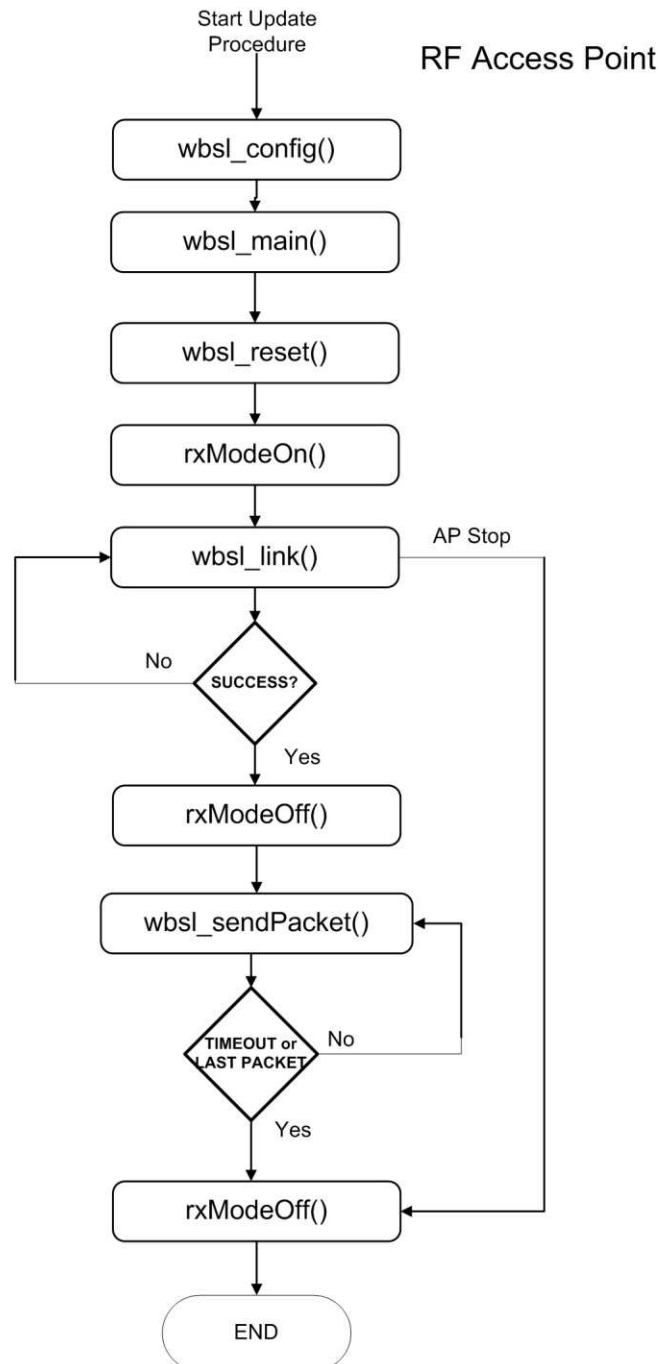 Start Update
Procedure
RF Access Point
wbsl_config()
wbsl_main()
wbsl_reset()
rxModeOn()
wbsl_link()
AP Stop
No
SUCCESS?
Yes
rxModeOff()
wbsl_sendPacket()
TIMEOUT or
LAST PACKET
No
Yes
rxModeOff()
END